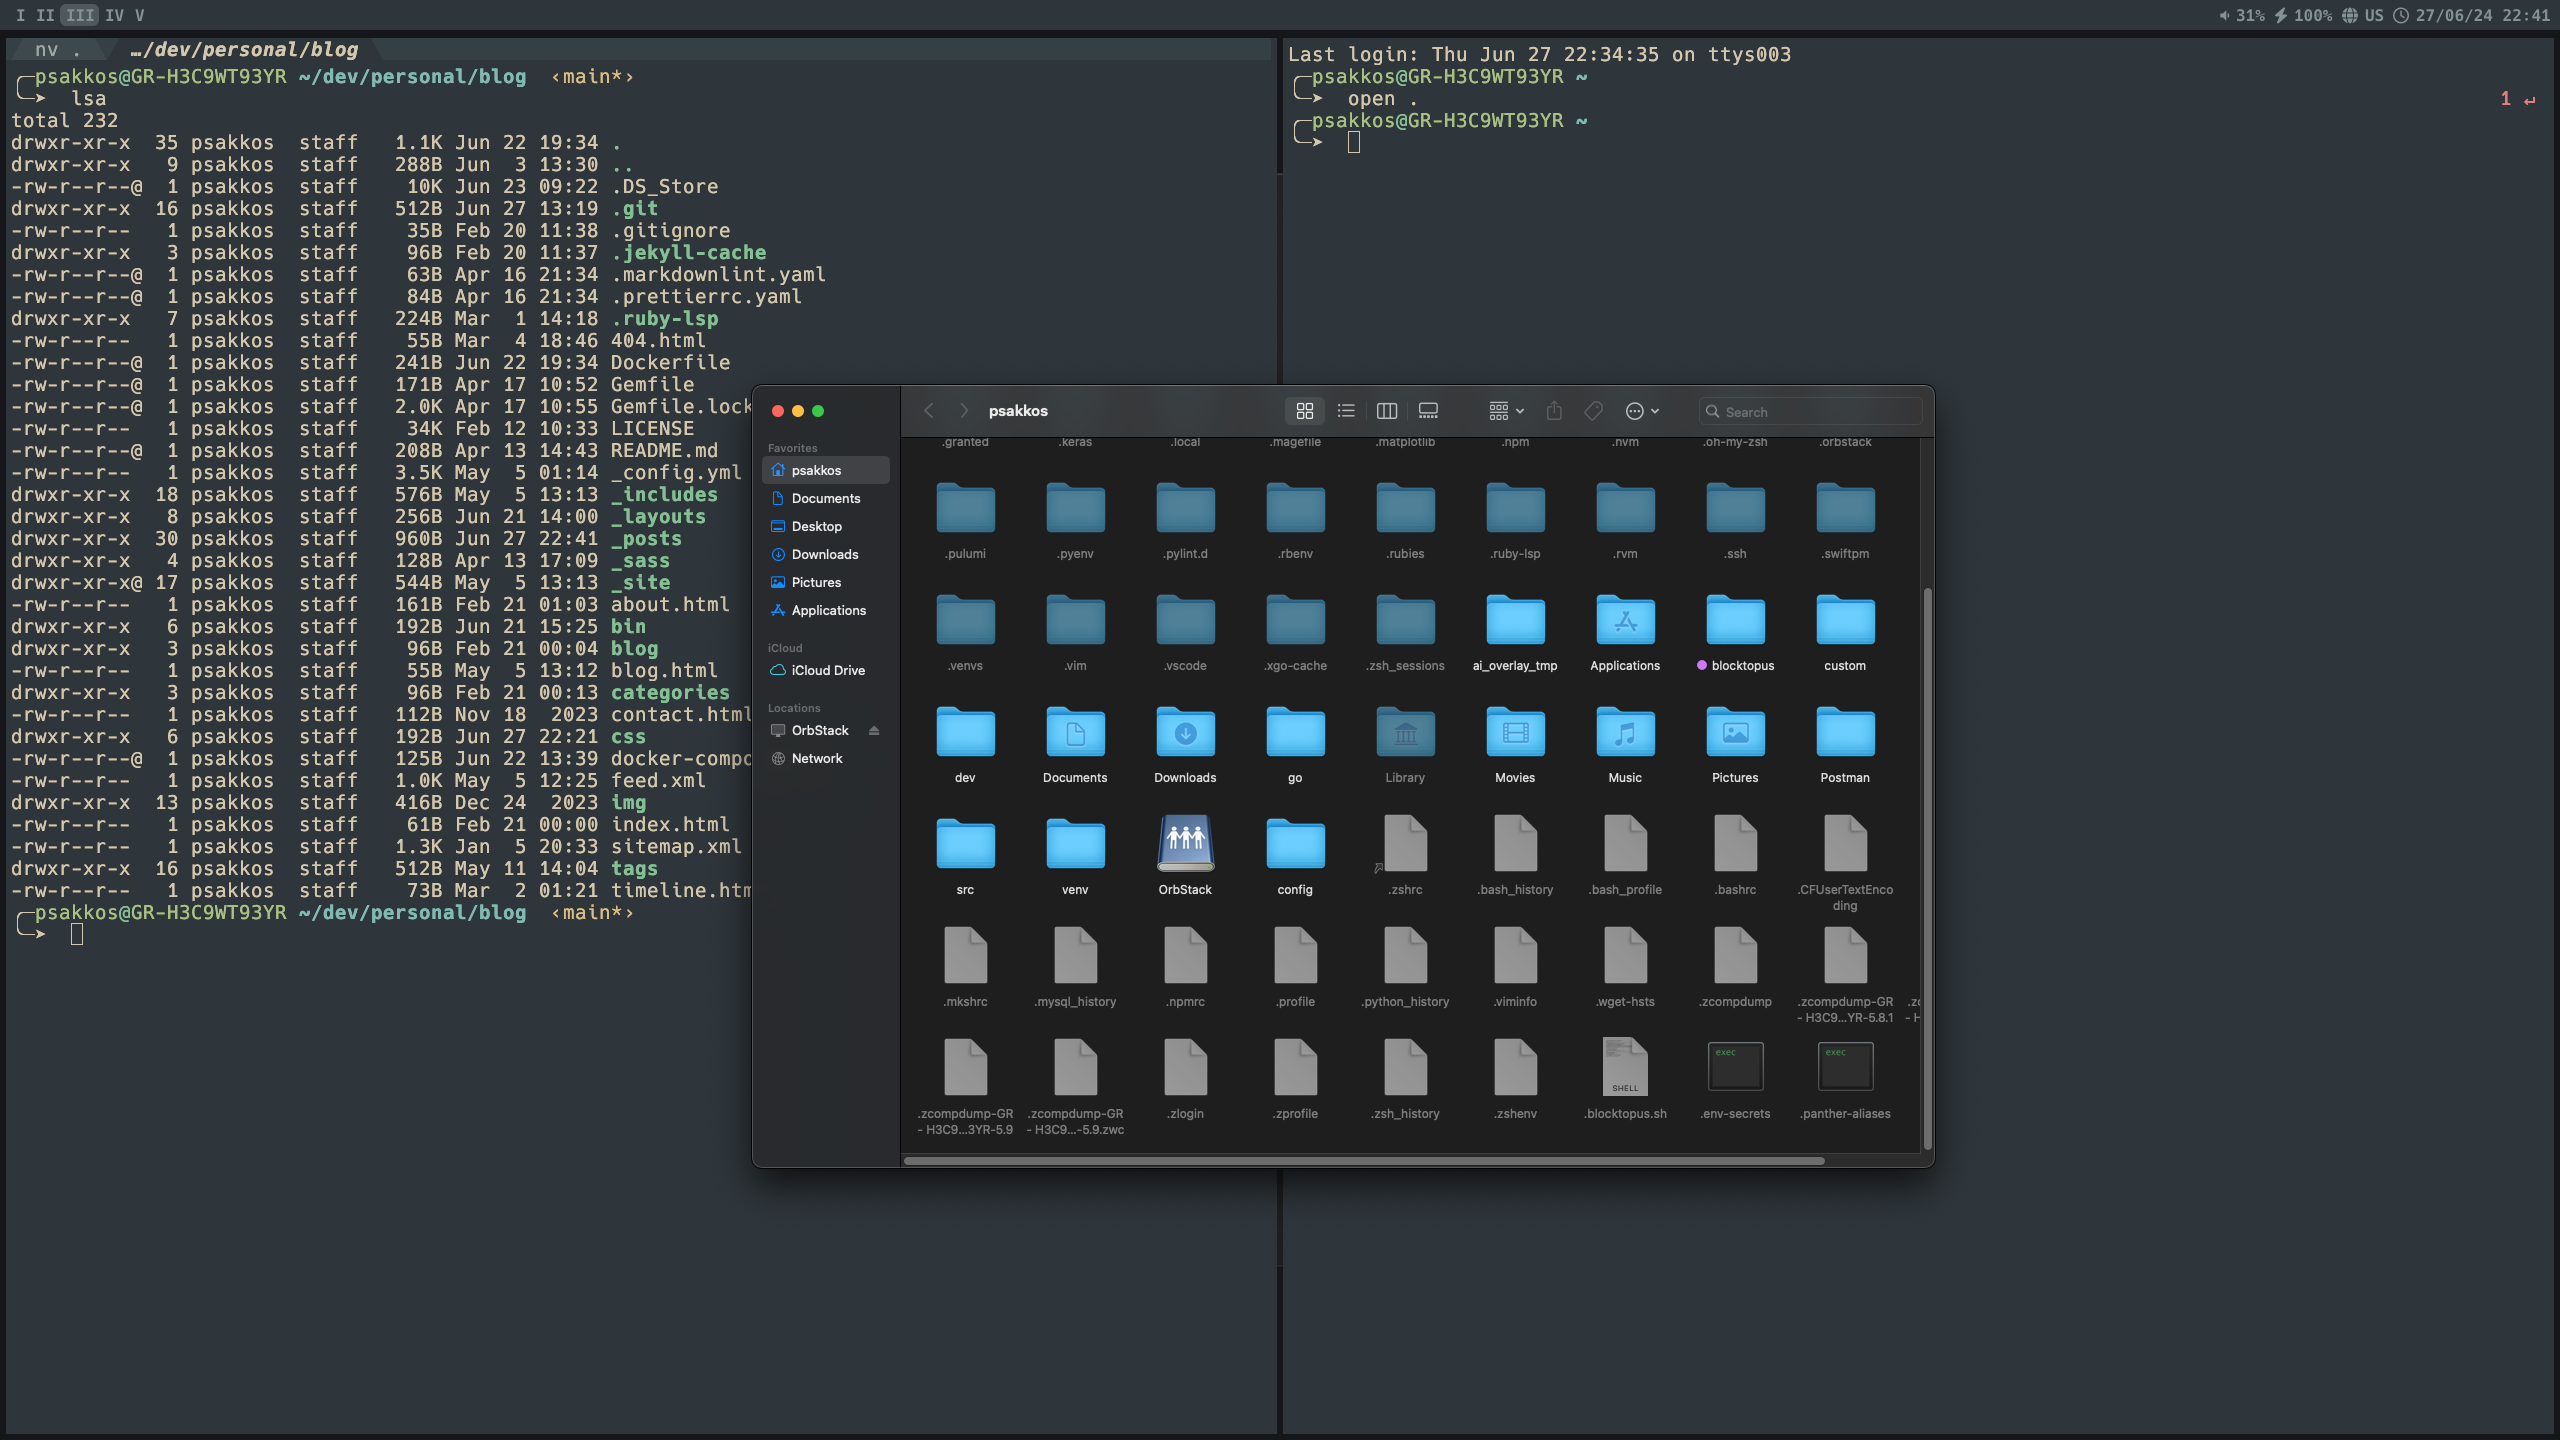 I II III IV V
31% 100% US 27/06/24 22:41
nv . …/dev/personal/blog
psakkos@GR-H3C9WT93YR ~/dev/personal/blog ‹main*›
lsa
total 232
drwxr-xr-x 35 psakkos staff 1.1K Jun 22 19:34 .
drwxr-xr-x 9 psakkos staff 288B Jun 3 13:30 ..
-rw-r--r--@ 1 psakkos staff 10K Jun 23 09:22 .DS_Store
drwxr-xr-x 16 psakkos staff 512B Jun 27 13:19 .git
-rw-r--r-- 1 psakkos staff 35B Feb 20 11:38 .gitignore
drwxr-xr-x 3 psakkos staff 96B Feb 20 11:37 .jekyll-cache
-rw-r--r--@ 1 psakkos staff 63B Apr 16 21:34 .markdownlint.yaml
-rw-r--r--@ 1 psakkos staff 84B Apr 16 21:34 .prettierrc.yaml
drwxr-xr-x 7 psakkos staff 224B Mar 1 14:18 .ruby-lsp
-rw-r--r-- 1 psakkos staff 55B Mar 4 18:46 404.html
-rw-r--r--@ 1 psakkos staff 241B Jun 22 19:34 Dockerfile
-rw-r--r--@ 1 psakkos staff 171B Apr 17 10:52 Gemfile
-rw-r--r--@ 1 psakkos staff 2.0K Apr 17 10:55 Gemfile.lock
-rw-r--r-- 1 psakkos staff 34K Feb 12 10:33 LICENSE
-rw-r--r--@ 1 psakkos staff 208B Apr 13 14:43 README.md
-rw-r--r-- 1 psakkos staff 3.5K May 5 01:14 _config.yml
drwxr-xr-x 18 psakkos staff 576B May 5 13:13 _includes
drwxr-xr-x 8 psakkos staff 256B Jun 21 14:00 _layouts
drwxr-xr-x 30 psakkos staff 960B Jun 27 22:41 _posts
drwxr-xr-x 4 psakkos staff 128B Apr 13 17:09 _sass
drwxr-xr-x@ 17 psakkos staff 544B May 5 13:13 _site
-rw-r--r-- 1 psakkos staff 161B Feb 21 01:03 about.html
drwxr-xr-x 6 psakkos staff 192B Jun 21 15:25 bin
drwxr-xr-x 3 psakkos staff 96B Feb 21 00:04 blog
-rw-r--r-- 1 psakkos staff 55B May 5 13:12 blog.html
drwxr-xr-x 3 psakkos staff 96B Feb 21 00:13 categories
-rw-r--r-- 1 psakkos staff 112B Nov 18 2023 contact.html
drwxr-xr-x 6 psakkos staff 192B Jun 27 22:21 css
-rw-r--r--@ 1 psakkos staff 125B Jun 22 13:39 docker-compo
-rw-r--r-- 1 psakkos staff 1.0K May 5 12:25 feed.xml
drwxr-xr-x 13 psakkos staff 416B Dec 24 2023 img
-rw-r--r-- 1 psakkos staff 61B Feb 21 00:00 index.html
-rw-r--r-- 1 psakkos staff 1.3K Jan 5 20:33 sitemap.xml
drwxr-xr-x 16 psakkos staff 512B May 11 14:04 tags
-rw-r--r-- 1 psakkos staff 73B Mar 2 01:21 timeline.htm
psakkos@GR-H3C9WT93YR ~/dev/personal/blog ‹main*›
Last login: Thu Jun 27 22:34:35 on ttys003
psakkos@GR-H3C9WT93YR ~
open . 1 ↵
psakkos@GR-H3C9WT93YR ~
psakkos
Search
Favorites
psakkos
Documents
Desktop
Downloads
Pictures
Applications
iCloud
iCloud Drive
Locations
OrbStack
Network
.granted .keras .local .magefile .matplotlib .npm .nvm .oh-my-zsh .orbstack
.pulumi .pyenv .pylint.d .rbenv .rubies .ruby-lsp .rvm .ssh .swiftpm
.venvs .vim .vscode .xgo-cache .zsh_sessions ai_overlay_tmp Applications blocktopus custom
dev Documents Downloads go Library Movies Music Pictures Postman
src venv OrbStack config .zshrc .bash_history .bash_profile .bashrc .CFUserTextEnco
ding
.mkshrc .mysql_history .npmrc .profile .python_history .viminfo .wget-hsts .zcompdump .zcompdump-GR
- H3C9...YR-5.8.1
exec exec
SHELL
.zcompdump-GR .zcompdump-GR .zlogin .zprofile .zsh_history .zshenv .blocktopus.sh .env-secrets .panther-aliases
- H3C9...3YR-5.9 - H3C9...-5.9.zwc